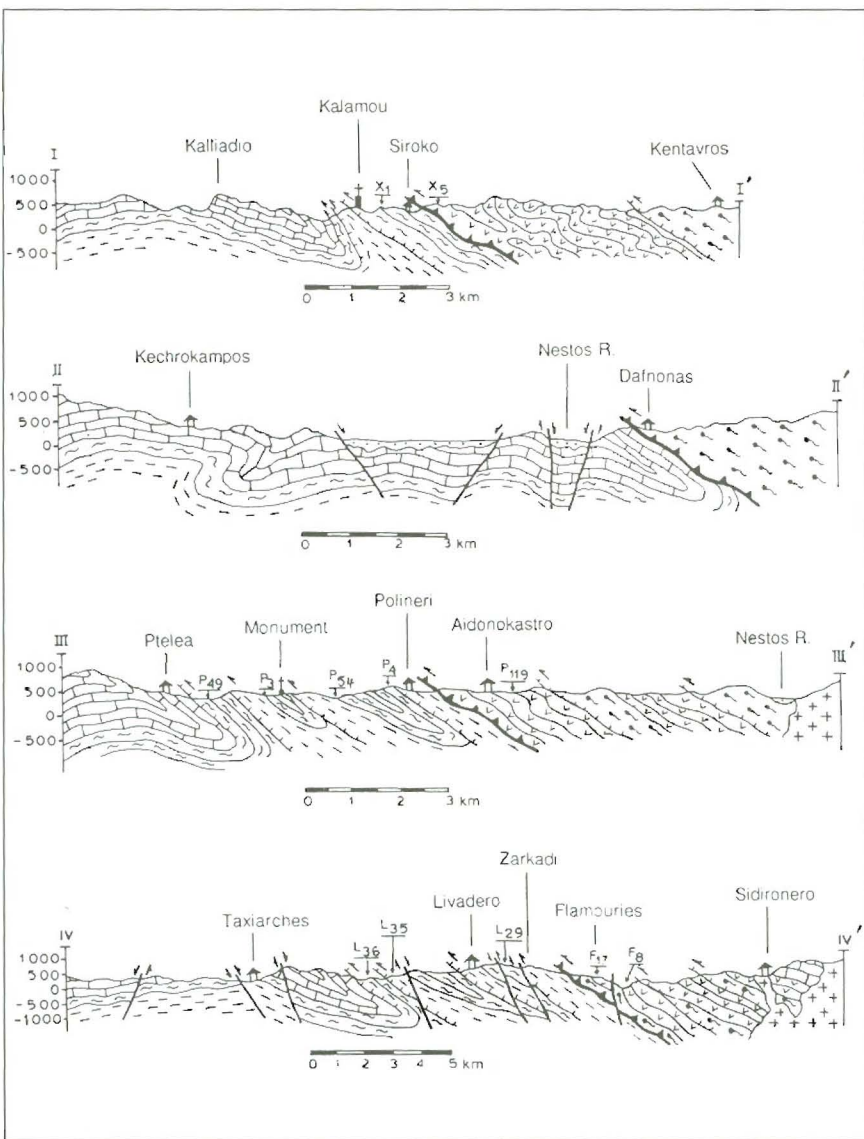 Kalamou
Kalliadio Siroko Kentavros
I X1 X5 I'
1000
500
0
-500
0 1 2 3 km
Kechrokampos Nestos R. Dafnonas
II II'
1000
500
0
-500
0 1 2 3 km
Polineri
Ptelea Monument Aidonokastro Nestos R.
III P49 P3 P54 P4 P119 III'
1000
500
0
-500
0 1 2 3 km
Zarkadi
Livadero
Taxiarches L35 L29 Flamouries Sidironero
IV L36 F17 F8 IV'
1000
500
0
-500
-1000
0 1 2 3 4 5 km